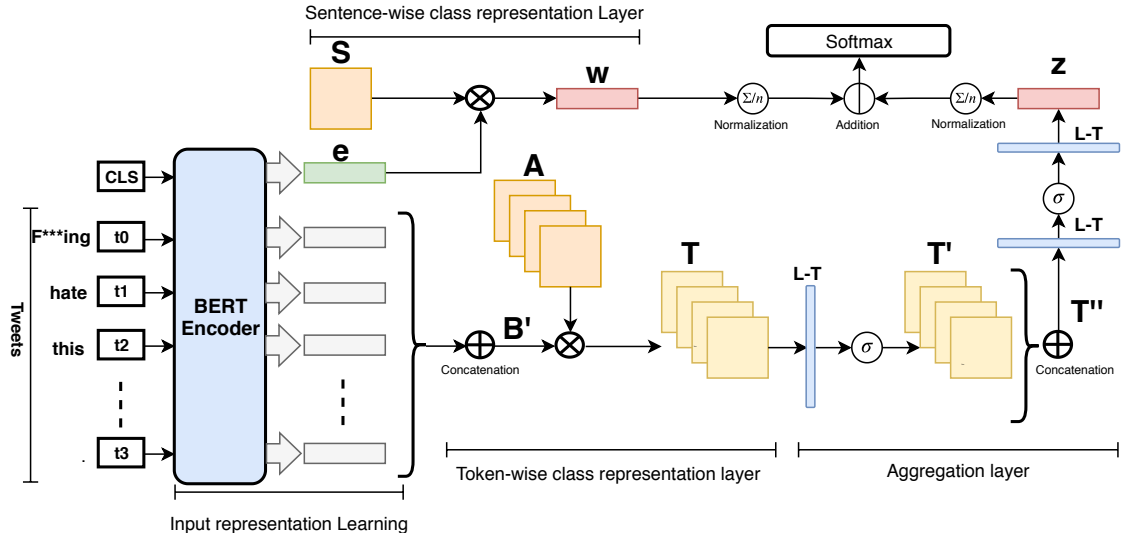 Sentence-wise class representation Layer
Softmax
S
w
z
Σ/n
Σ/n
Normalization
Addition
Normalization
L-T
e
CLS
A
σ
F***ing
t0
L-T
T
T'
hate
t1
L-T
BERT
Encoder
Tweets
this
t2
B'
T''
σ
Concatenation
Concatenation
.
t3
Token-wise class representation layer
Aggregation layer
Input representation Learning